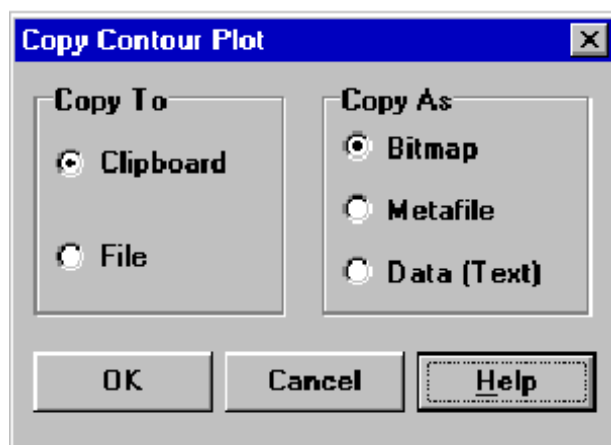 Copy Contour Plot
Copy To
Clipboard
File
Copy As
Bitmap
Metafile
Data (Text)
OK
Cancel
Help